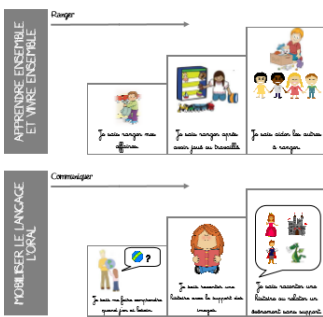 APPRENDRE ENSEMBLE
ET VIVRE ENSEMBLE
Ranger
Je sais ranger mes
affaires.
Je sais ranger après
avoir joué ou travaillé.
Je sais aider les autres
à ranger.
MOBILISER LE LANGAGE
L'ORAL
Communiquer
?
Je sais me faire comprendre
quand j'en ai besoin.
Je sais raconter une
histoire avec le support des
images.
Je sais raconter une
histoire ou relater un
évènement sans support.